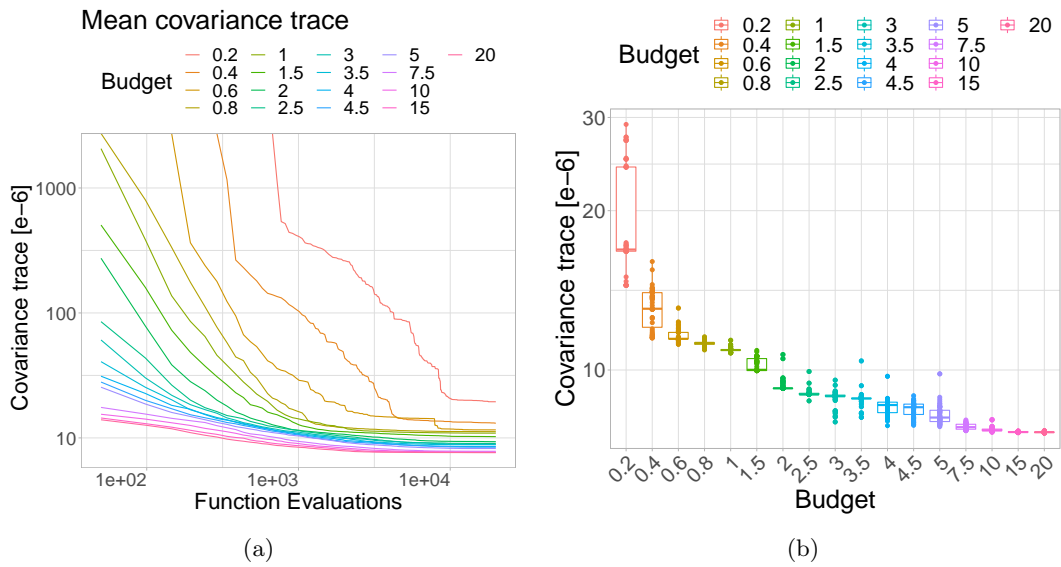 Mean covariance trace
Budget
0.2 1 3 5 20
0.4 1.5 3.5 7.5
0.6 2 4 10
0.8 2.5 4.5 15
Covariance trace [e−6]
1000
100
10
1e+02 1e+03 1e+04
Function Evaluations
(a)
Budget
0.2 1 3 5 20
0.4 1.5 3.5 7.5
0.6 2 4 10
0.8 2.5 4.5 15
Covariance trace [e−6]
30
20
10
0.2 0.4 0.6 0.8 1 1.5 2 2.5 3 3.5 4 4.5 5 7.5 10 15 20
Budget
(b)